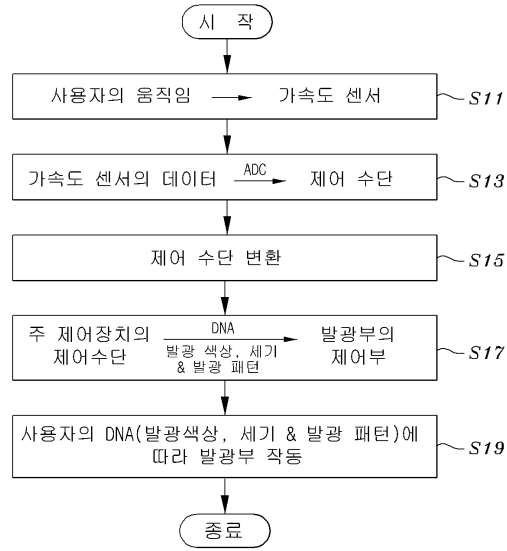 시 작
사용자의 움직임 → 가속도 센서
S11
가속도 센서의 데이터 ADC → 제어 수단
S13
제어 수단 변환
S15
주 제어장치의
제어수단
DNA
발광 색상, 세기
& 발광 패턴
발광부의
제어부
S17
사용자의 DNA(발광색상, 세기 & 발광 패턴)에
따라 발광부 작동
S19
종료